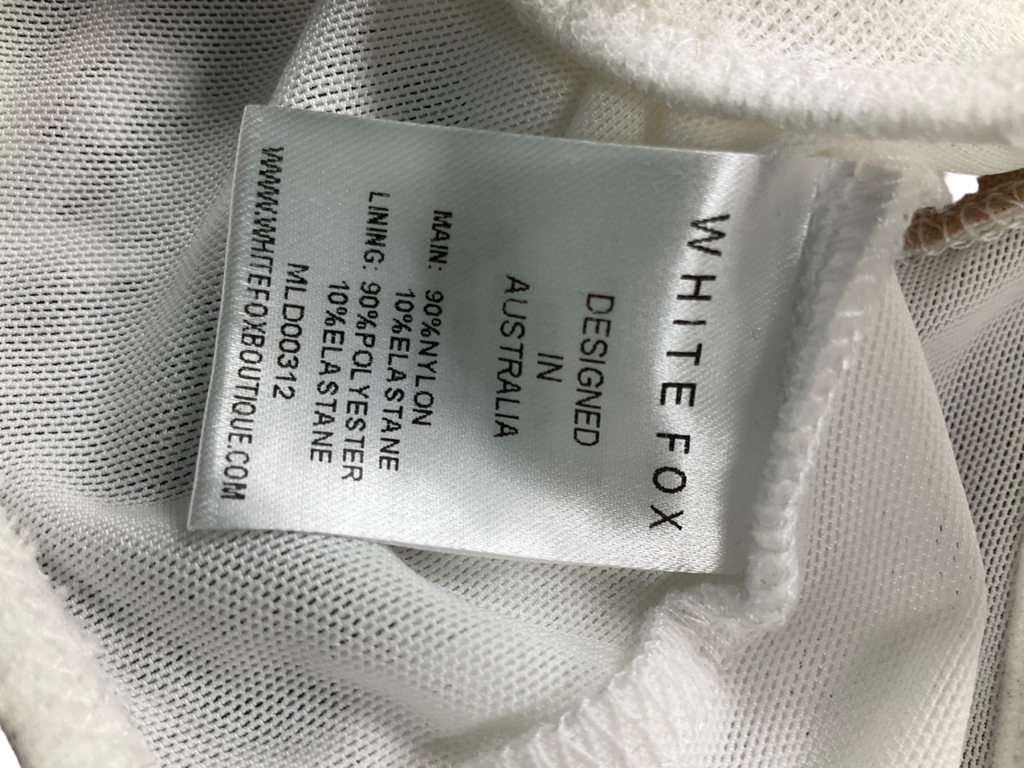 WHITE FOX
DESIGNED
IN
AUSTRALIA
MAIN: 90%NYLON
10%ELASTANE
LINING: 90%POLYESTER
10%ELASTANE
MLD00312
WWW.WHITEFOXBOUTIQUE.COM